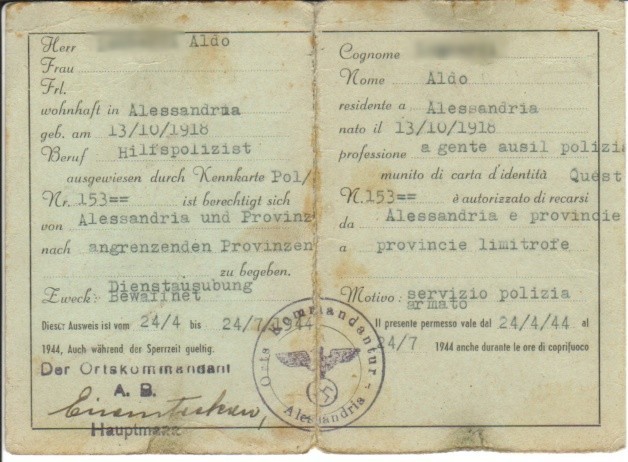 Herr Aldo
Frau
Frl.
wohnhaft in Alessandria
geb. am 13/10/1918
Beruf Hilfspolizist
ausgewiesen durch Kennkarte Pol/
Nr. 153== ist berechtigt sich
von Alessandria und Provinz
nach angrenzenden Provinzen
zu begeben.
Zweck: Dienstausubung
Bewaffnet
Dieser Ausweis ist vom 24/4 bis 24/7/1944
1944, Auch während der Sperrzeit gueltig.
Der Ortskommandant
A. B.
Hauptmann
Cognome
Nome Aldo
residente a Alessandria
nato il 13/10/1918
professione agente ausil polizia
munito di carta d'identità Quest
N. 153== è autorizzato di recarsi
da Alessandria e provincie
a provincie limitrofe
Motivo: servizio polizia
armato
Il presente permesso vale dal 24/4/44 al
24/7 1944 anche durante le ore di coprifuoco
Orts Kommandantur - Alessandria -